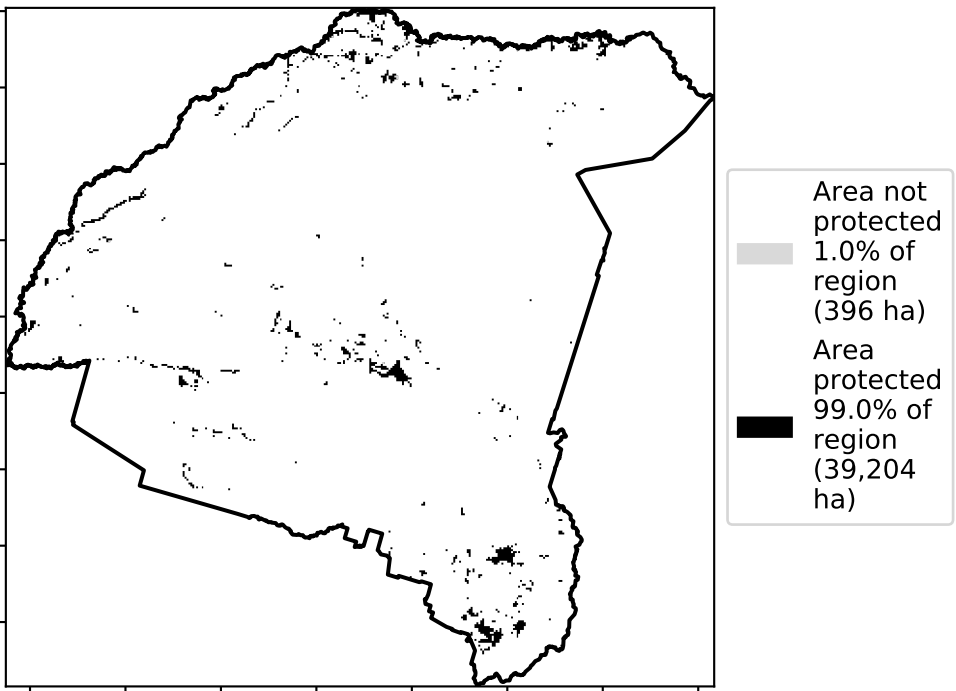 Area not
protected
1.0% of
region
(396 ha)
Area
protected
99.0% of
region
(39,204
ha)